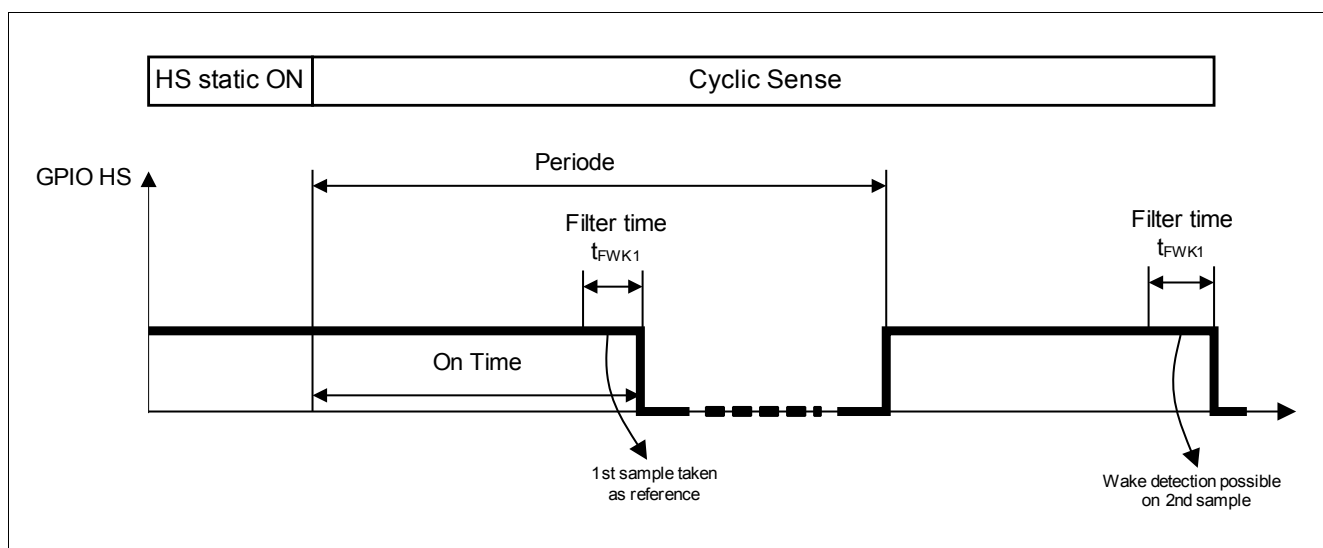 HS static ON
Cyclic Sense
GPIO HS
Periode
Filter time
tFWK1
Filter time
tFWK1
On Time
1st sample taken
as reference
Wake detection possible
on 2nd sample